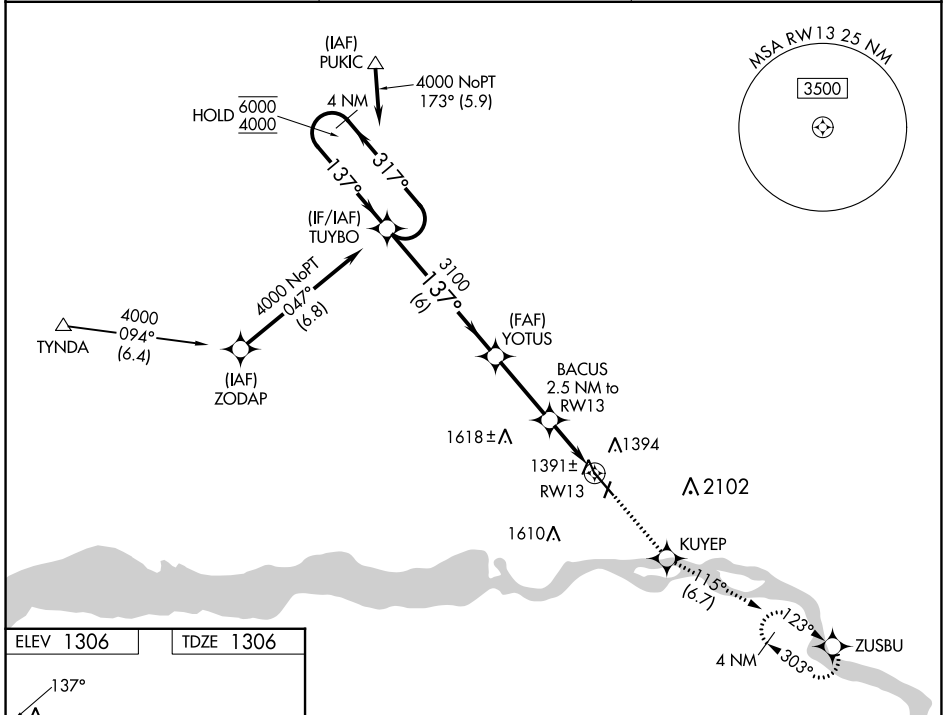 MSA RW13 25 NM
3500
(IAF)
PUKIC
4000 NoPT
173° (5.9)
HOLD 6000
4000
4 NM
317°
137°
(IF/IAF)
TUYBO
3100
137°
(6)
4000 NoPT
047°
(6.8)
4000
094°
(6.4)
TYNDA
(IAF)
ZODAP
(FAF)
YOTUS
BACUS
2.5 NM to
RW13
1618±
1394
1391±
RW13
2102
1610
KUYEP
115°
(6.7)
123°
ZUSBU
4 NM
303°
ELEV 1306
TDZE 1306
137°